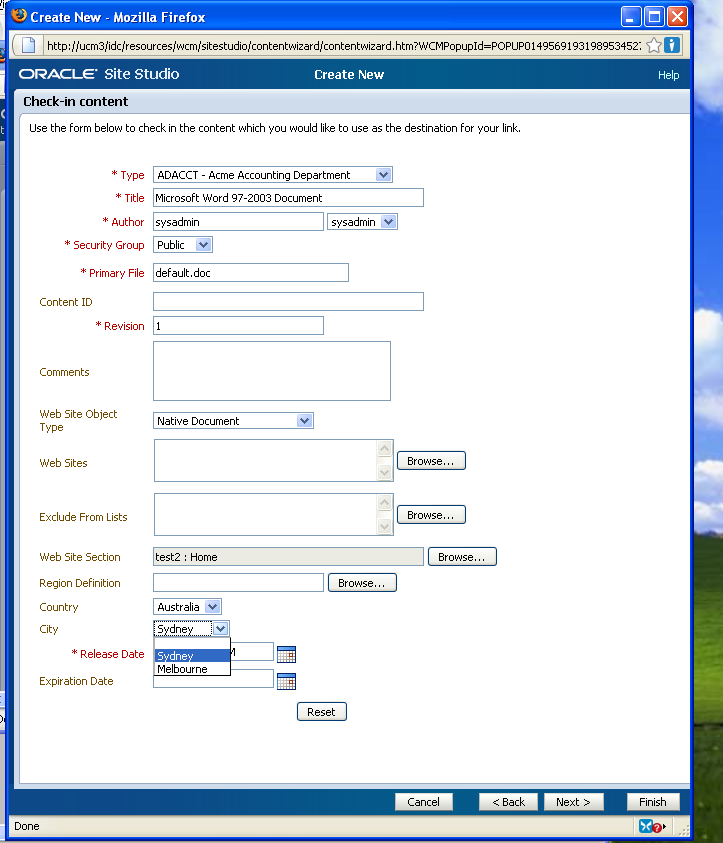 Create New - Mozilla Firefox
http://ucm3/idc/resources/wcm/sitestudio/contentwizard/contentwizard.htm?WCMPopupId=POPUP01495691931989534527
ORACLE Site Studio
Create New
Help
Check-in content
Use the form below to check in the content which you would like to use as the destination for your link.
* Type ADACCT - Acme Accounting Department
* Title Microsoft Word 97-2003 Document
* Author sysadmin sysadmin
* Security Group Public
* Primary File default.doc
Content ID
* Revision 1
Comments
Web Site Object
Type
Native Document
Web Sites Browse...
Exclude From Lists Browse...
Web Site Section test2 : Home Browse...
Region Definition Browse...
Country Australia
City Sydney
* Release Date
Sydney
Melbourne
Expiration Date
Reset
Cancel < Back Next > Finish
Done